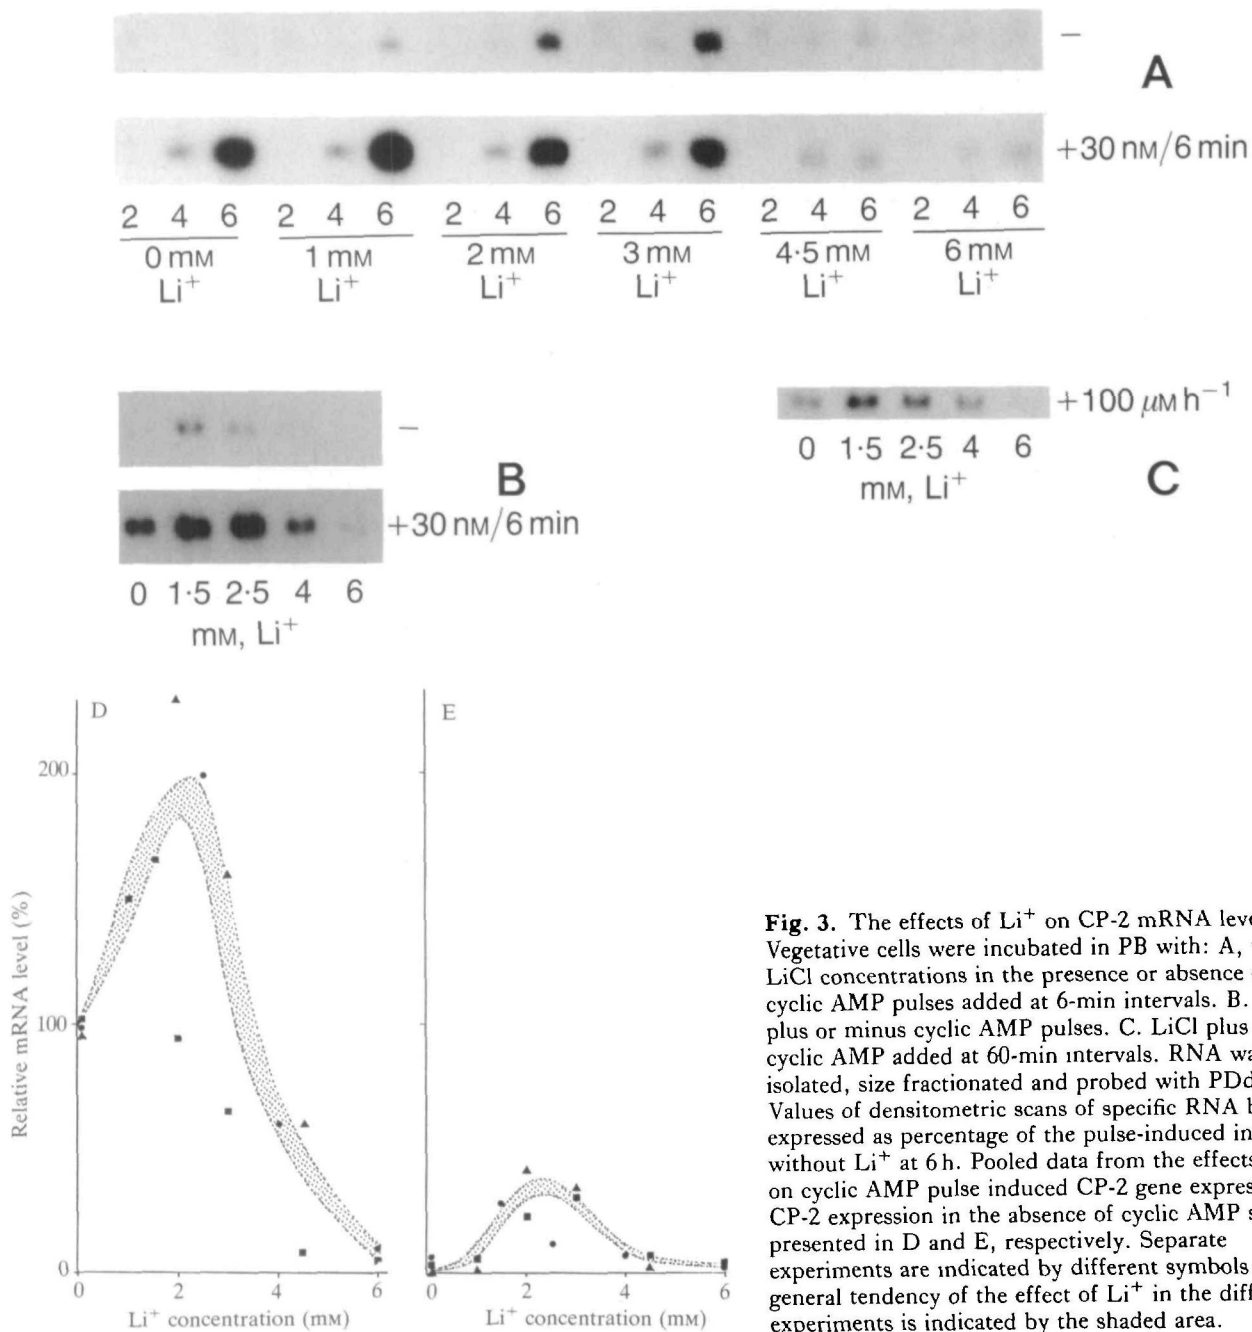 −
A
+30 nM/6 min
2 4 6 2 4 6 2 4 6 2 4 6 2 4 6 2 4 6
0 mM 1 mM 2 mM 3 mM 4·5 mM 6 mM
Li⁺ Li⁺ Li⁺ Li⁺ Li⁺ Li⁺
−
B
+30 nM/6 min
0 1·5 2·5 4 6
mM, Li⁺
+100 μM h⁻¹
0 1·5 2·5 4 6
mM, Li⁺
C
D
E
200
100
0
Relative mRNA level (%)
0 2 4 6
Li⁺ concentration (mM)
0 2 4 6
Li⁺ concentration (mM)
Fig. 3. The effects of Li⁺ on CP-2 mRNA leve
Vegetative cells were incubated in PB with: A,
LiCl concentrations in the presence or absence
cyclic AMP pulses added at 6-min intervals. B.
plus or minus cyclic AMP pulses. C. LiCl plus
cyclic AMP added at 60-min intervals. RNA wa
isolated, size fractionated and probed with PDd
Values of densitometric scans of specific RNA b
expressed as percentage of the pulse-induced in
without Li⁺ at 6 h. Pooled data from the effects
on cyclic AMP pulse induced CP-2 gene expres
CP-2 expression in the absence of cyclic AMP s
presented in D and E, respectively. Separate
experiments are indicated by different symbols
general tendency of the effect of Li⁺ in the diff
experiments is indicated by the shaded area.